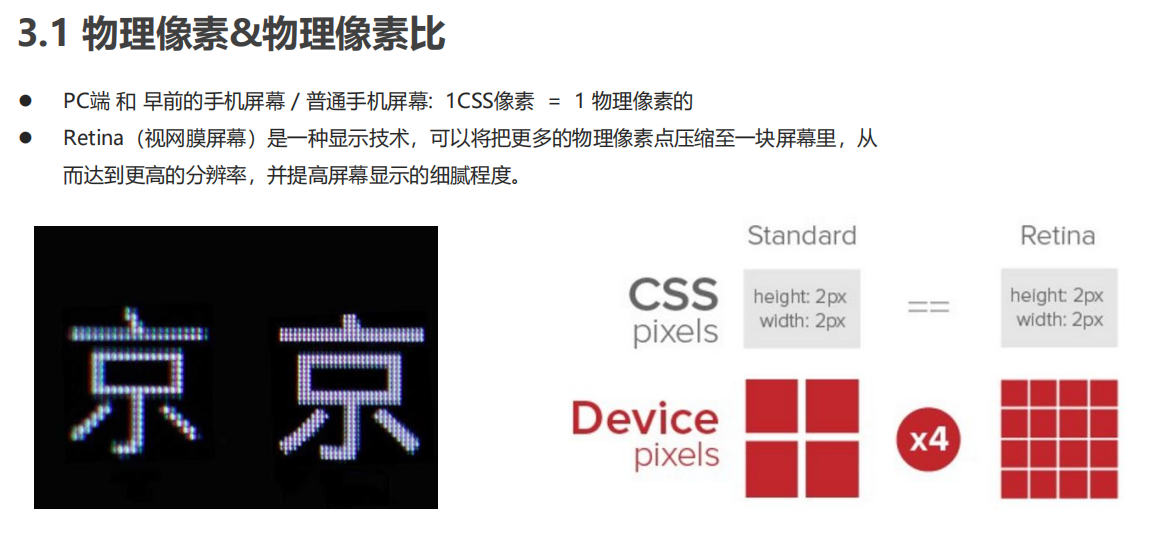 3.1 物理像素&物理像素比
● PC端 和 早前的手机屏幕 / 普通手机屏幕: 1CSS像素 = 1 物理像素的
● Retina（视网膜屏幕）是一种显示技术，可以将把更多的物理像素点压缩至一块屏幕里，从
而达到更高的分辨率，并提高屏幕显示的细腻程度。
京 京
Standard Retina
CSS
pixels
height: 2px
width: 2px
==
height: 2px
width: 2px
Device
pixels
x4